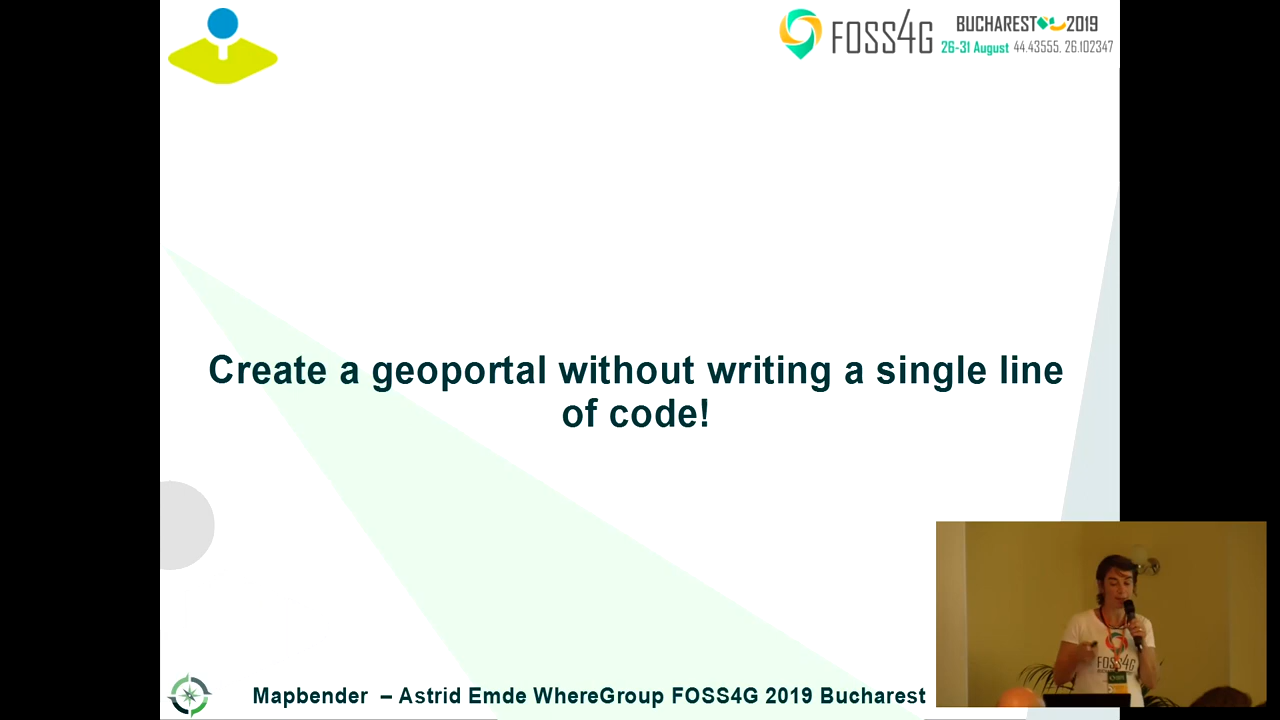 FOSS4G
BUCHAREST 2019
26-31 August 44.43555, 26.102347
Create a geoportal without writing a single line
of code!
FOSS4G
Mapbender – Astrid Emde WhereGroup FOSS4G 2019 Bucharest